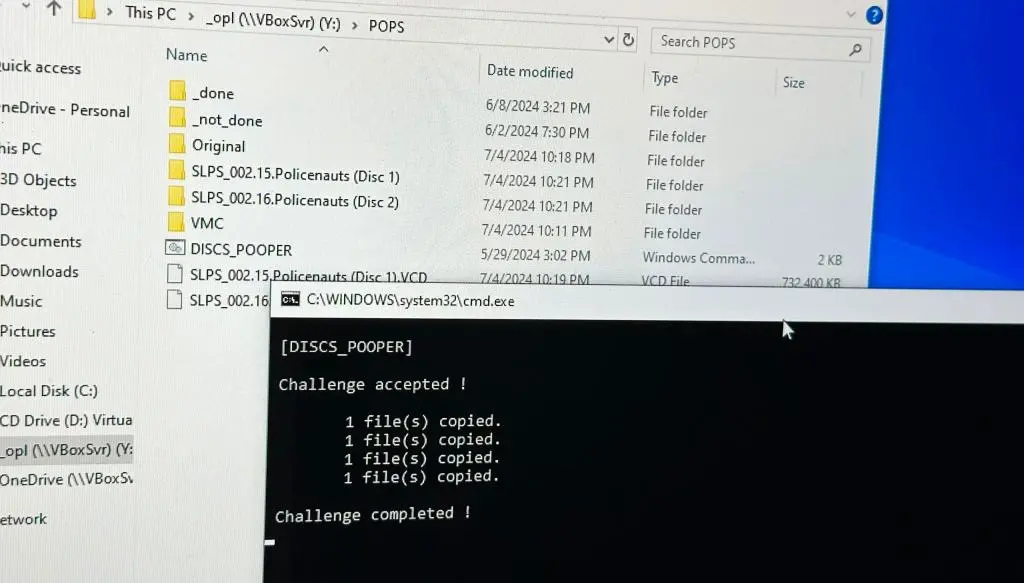 This PC > _opl (\\VBoxSvr) (Y:) > POPS
Search POPS
Name
Date modified
Type
Size
uick access
neDrive - Personal
his PC
3D Objects
Desktop
Documents
Downloads
Music
Pictures
Videos
Local Disk (C:)
CD Drive (D:) Virtua
_opl (\\VBoxSvr) (Y:
OneDrive (\\VBoxSv
etwork
_done 6/8/2024 3:21 PM File folder
_not_done 6/2/2024 7:30 PM File folder
Original 7/4/2024 10:18 PM File folder
SLPS_002.15.Policenauts (Disc 1) 7/4/2024 10:21 PM File folder
SLPS_002.16.Policenauts (Disc 2) 7/4/2024 10:21 PM File folder
VMC 7/4/2024 10:11 PM File folder
DISCS_POOPER 5/29/2024 3:02 PM Windows Comma... 2 KB
SLPS_002.15.Policenauts (Disc 1).VCD 7/4/2024 10:19 PM VCD File 732,400 KB
SLPS_002.16
C:\WINDOWS\system32\cmd.exe
[DISCS_POOPER]
Challenge accepted !
1 file(s) copied.
1 file(s) copied.
1 file(s) copied.
1 file(s) copied.
Challenge completed !